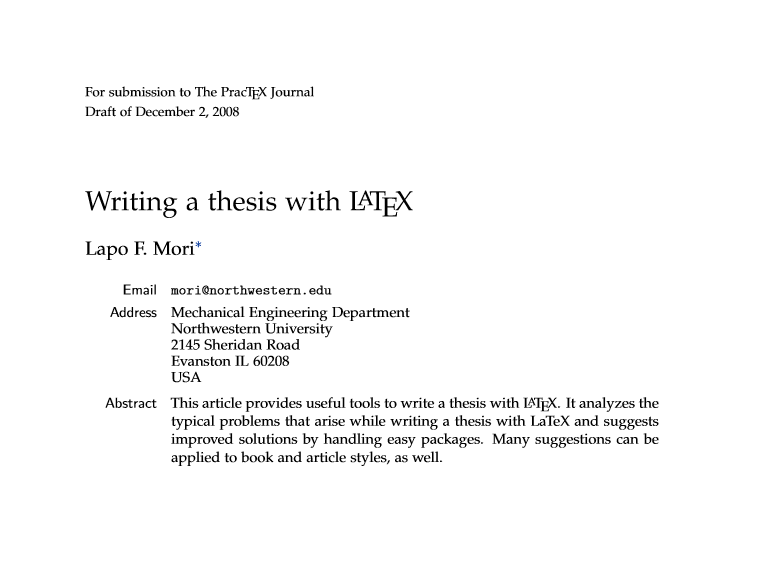 For submission to The PracTEX Journal
Draft of December 2, 2008
Writing a thesis with LATEX
Lapo F. Mori*
Email mori@northwestern.edu
Address Mechanical Engineering Department
Northwestern University
2145 Sheridan Road
Evanston IL 60208
USA
Abstract This article provides useful tools to write a thesis with LATEX. It analyzes the
typical problems that arise while writing a thesis with LaTeX and suggests
improved solutions by handling easy packages. Many suggestions can be
applied to book and article styles, as well.